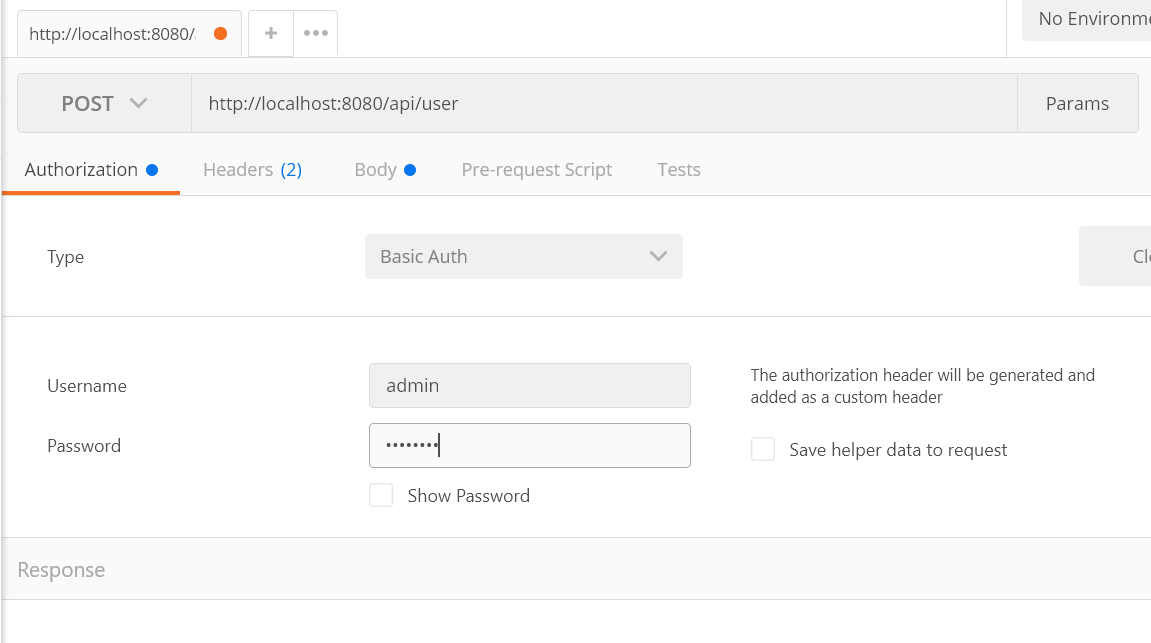 http://localhost:8080/
No Environme
POST
http://localhost:8080/api/user
Params
Authorization
Headers (2)
Body
Pre-request Script
Tests
Type
Basic Auth
Cle
Username
admin
The authorization header will be generated and
added as a custom header
Password
••••••••
Save helper data to request
Show Password
Response